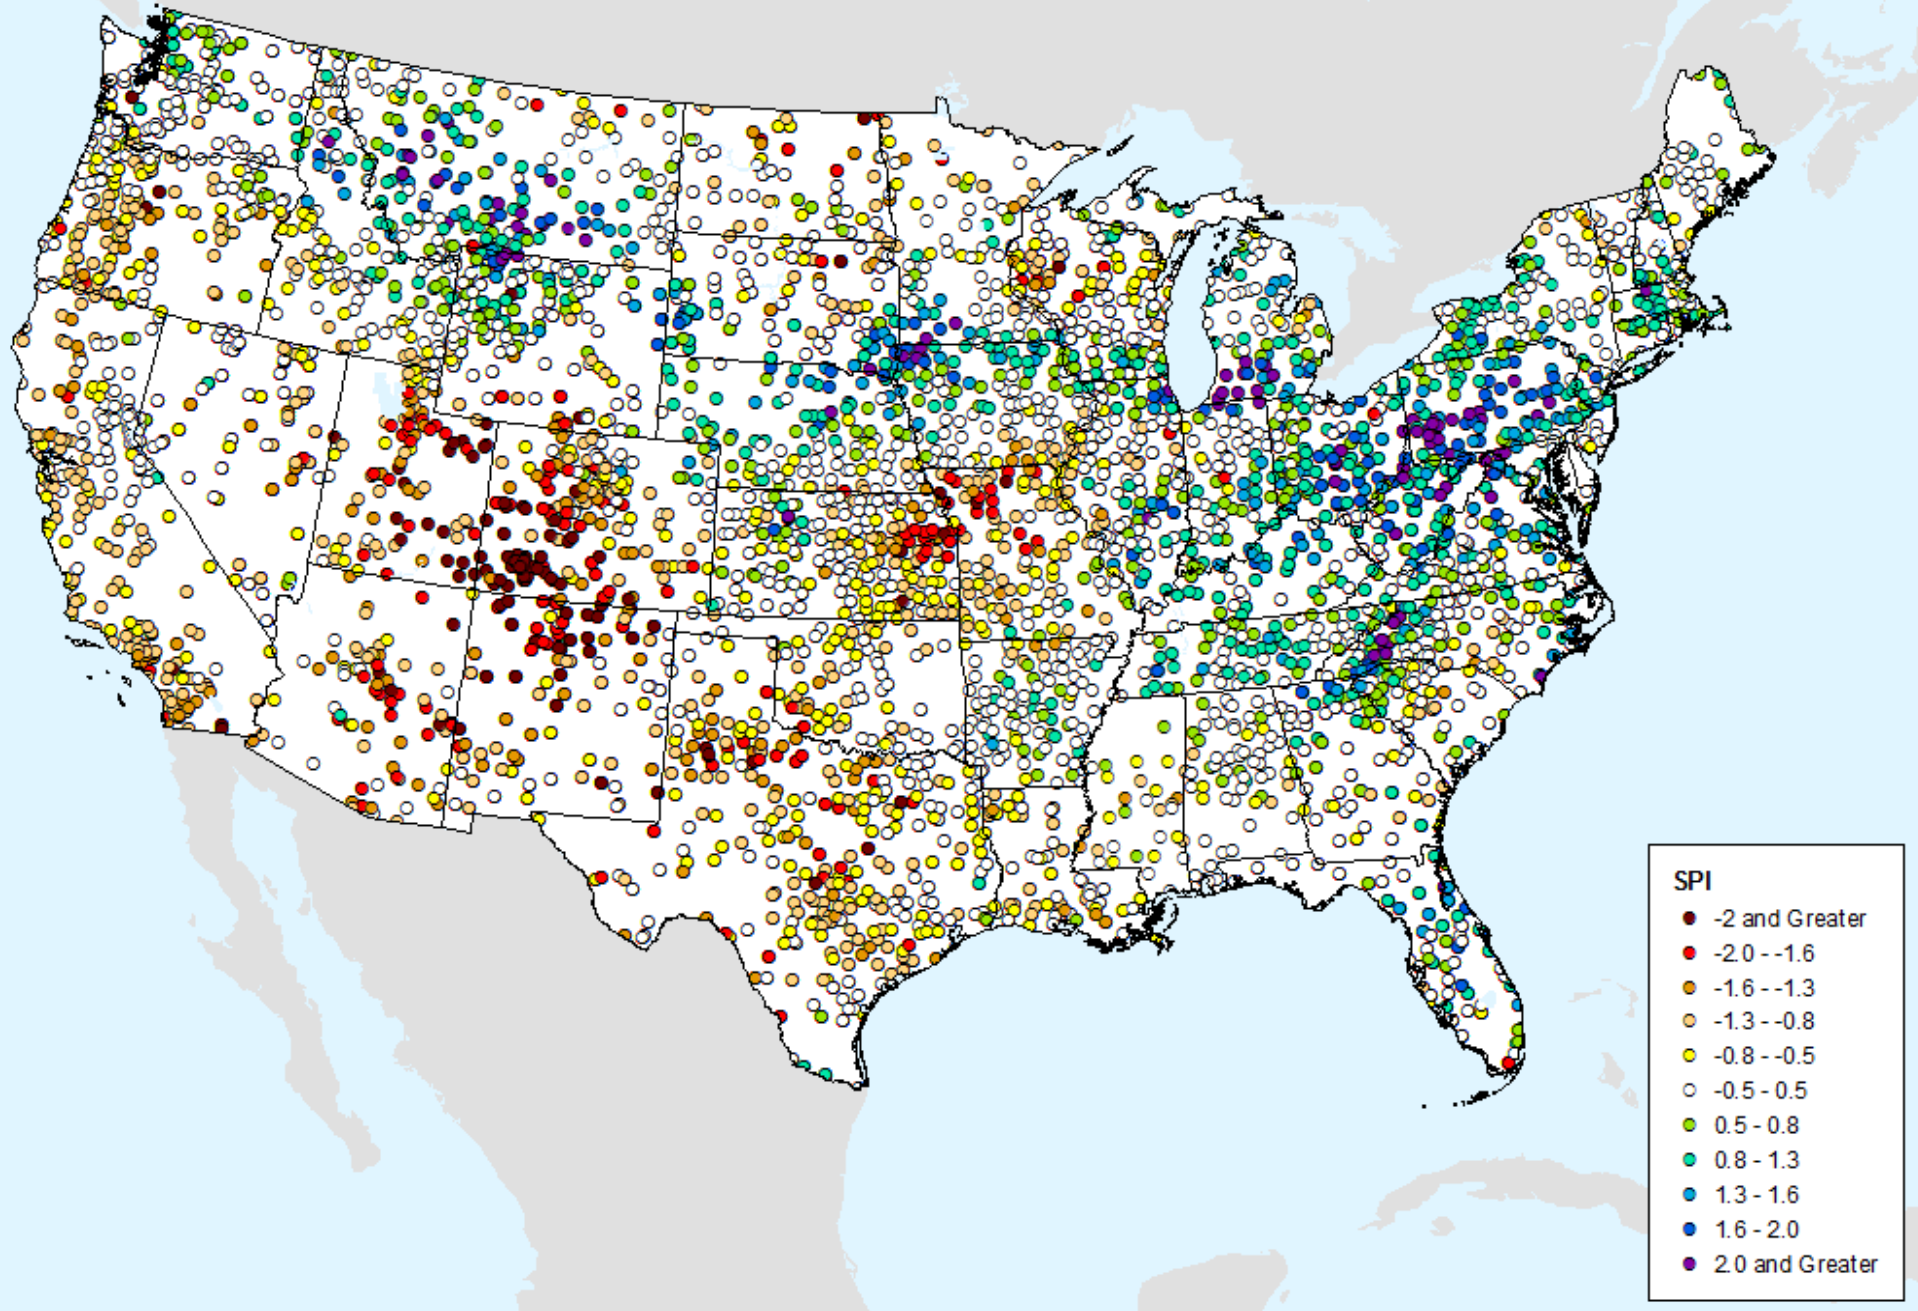 SPI
-2 and Greater
-2.0 - -1.6
-1.6 - -1.3
-1.3 - -0.8
-0.8 - -0.5
-0.5 - 0.5
0.5 - 0.8
0.8 - 1.3
1.3 - 1.6
1.6 - 2.0
2.0 and Greater